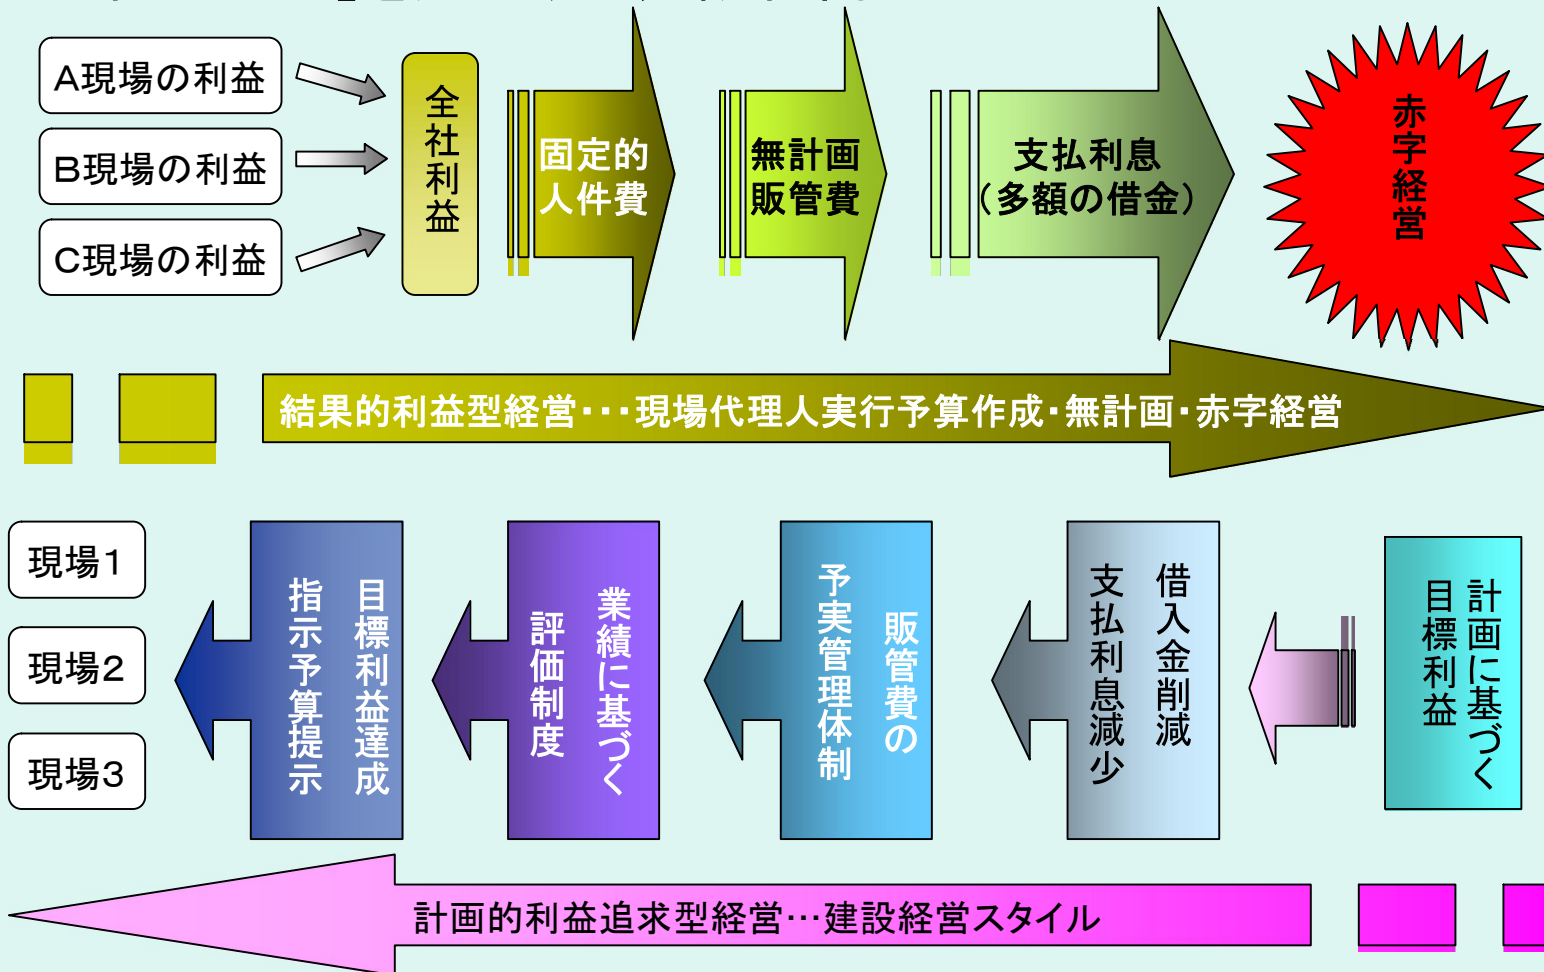 A現場の利益
B現場の利益
C現場の利益
全社利益
固定的
人件費
無計画
販管費
支払利息
（多額の借金）
赤字経営
結果的利益型経営・・・現場代理人実行予算作成・無計画・赤字経営
現場1
現場2
現場3
目標利益達成
指示予算提示
業績に基づく
評価制度
販管費の
予実管理体制
借入金削減
支払利息減少
計画に基づく
目標利益
計画的利益追求型経営…建設経営スタイル